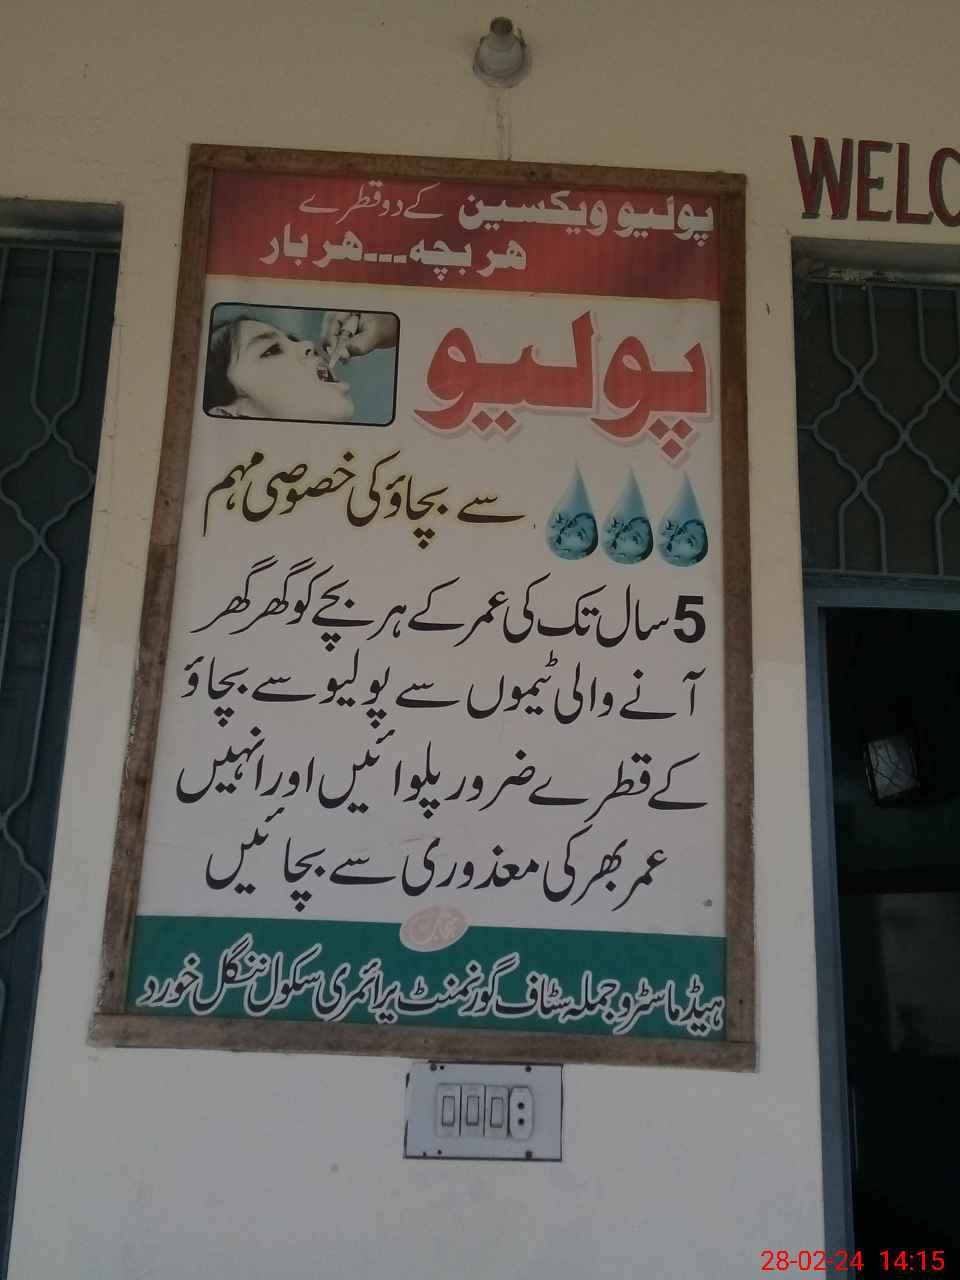 پولیو ویکسین کے دو قطرے
هر بچه ۔۔۔ هر بار
پولیو
سے بچاؤ کی خصوصی مہم
5 سال تک کی عمر کے ہر بچے کو گھر گھر
آنے والی ٹیموں سے پولیو سے بچاؤ
کے قطرے ضرور پلوائیں اور انہیں
عمر بھر کی معذوری سے بچائیں
ہیڈ ماسٹر و جملہ سٹاف گورنمنٹ پرائمری سکول ننگل خورد
WELC
28-02-24 14:15